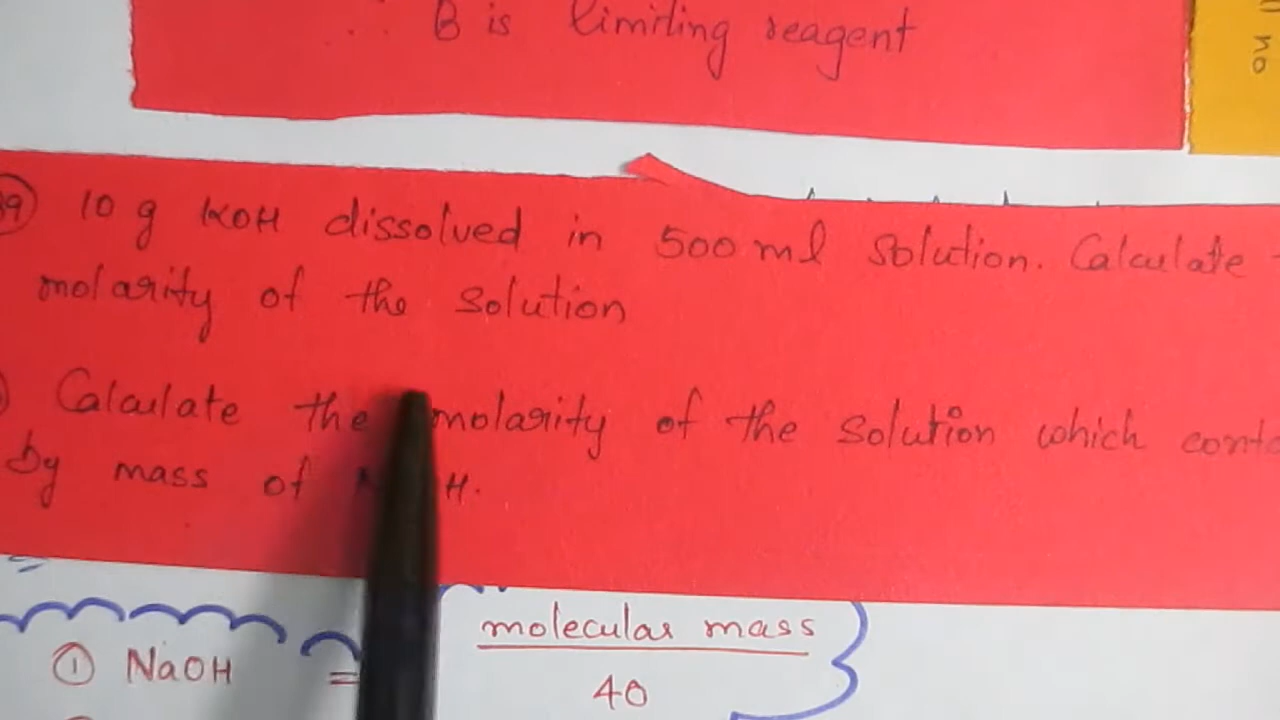 ∴ B is limiting reagent
no
10 g KOH dissolved in 500 ml solution. Calculate
molarity of the solution
Calculate the molarity of the solution which
by mass of
molecular mass
① NaOH =
40